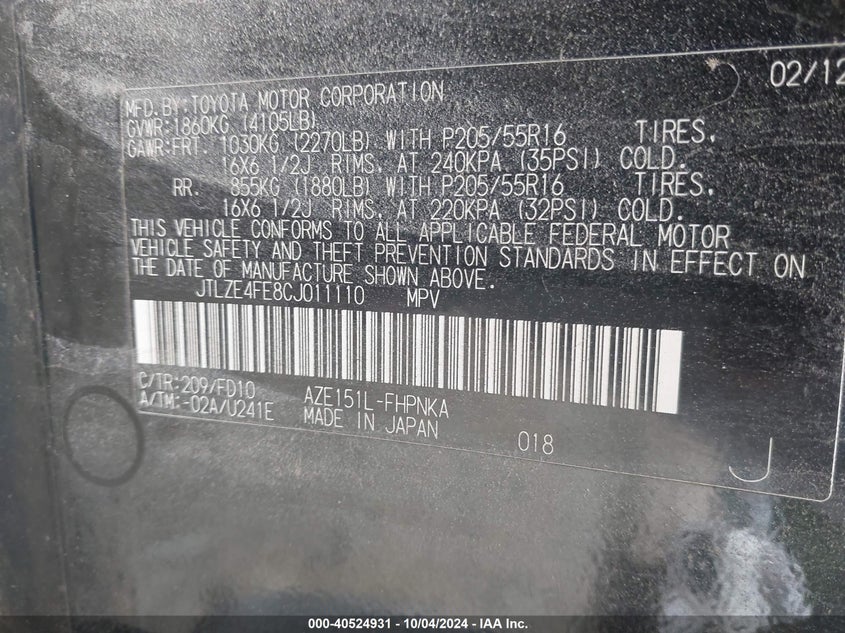 02/12
MFD.BY:TOYOTA MOTOR CORPORATION
GVWR:1860KG (4105LB)
GAWR:FRT. 1030KG (2270LB) WITH P205/55R16 TIRES,
16X6 1/2J RIMS, AT 240KPA (35PSI) COLD.
RR. 855KG (1880LB) WITH P205/55R16 TIRES,
16X6 1/2J RIMS, AT 220KPA (32PSI) COLD.
THIS VEHICLE CONFORMS TO ALL APPLICABLE FEDERAL MOTOR
VEHICLE SAFETY AND THEFT PREVENTION STANDARDS IN EFFECT ON
THE DATE OF MANUFACTURE SHOWN ABOVE.
JTLZE4FE8CJ011110 MPV
C/TR:209/FD10 AZE151L-FHPNKA
A/TM:-02A/U241E MADE IN JAPAN 018
J
000-40524931 - 10/04/2024 - IAA Inc.